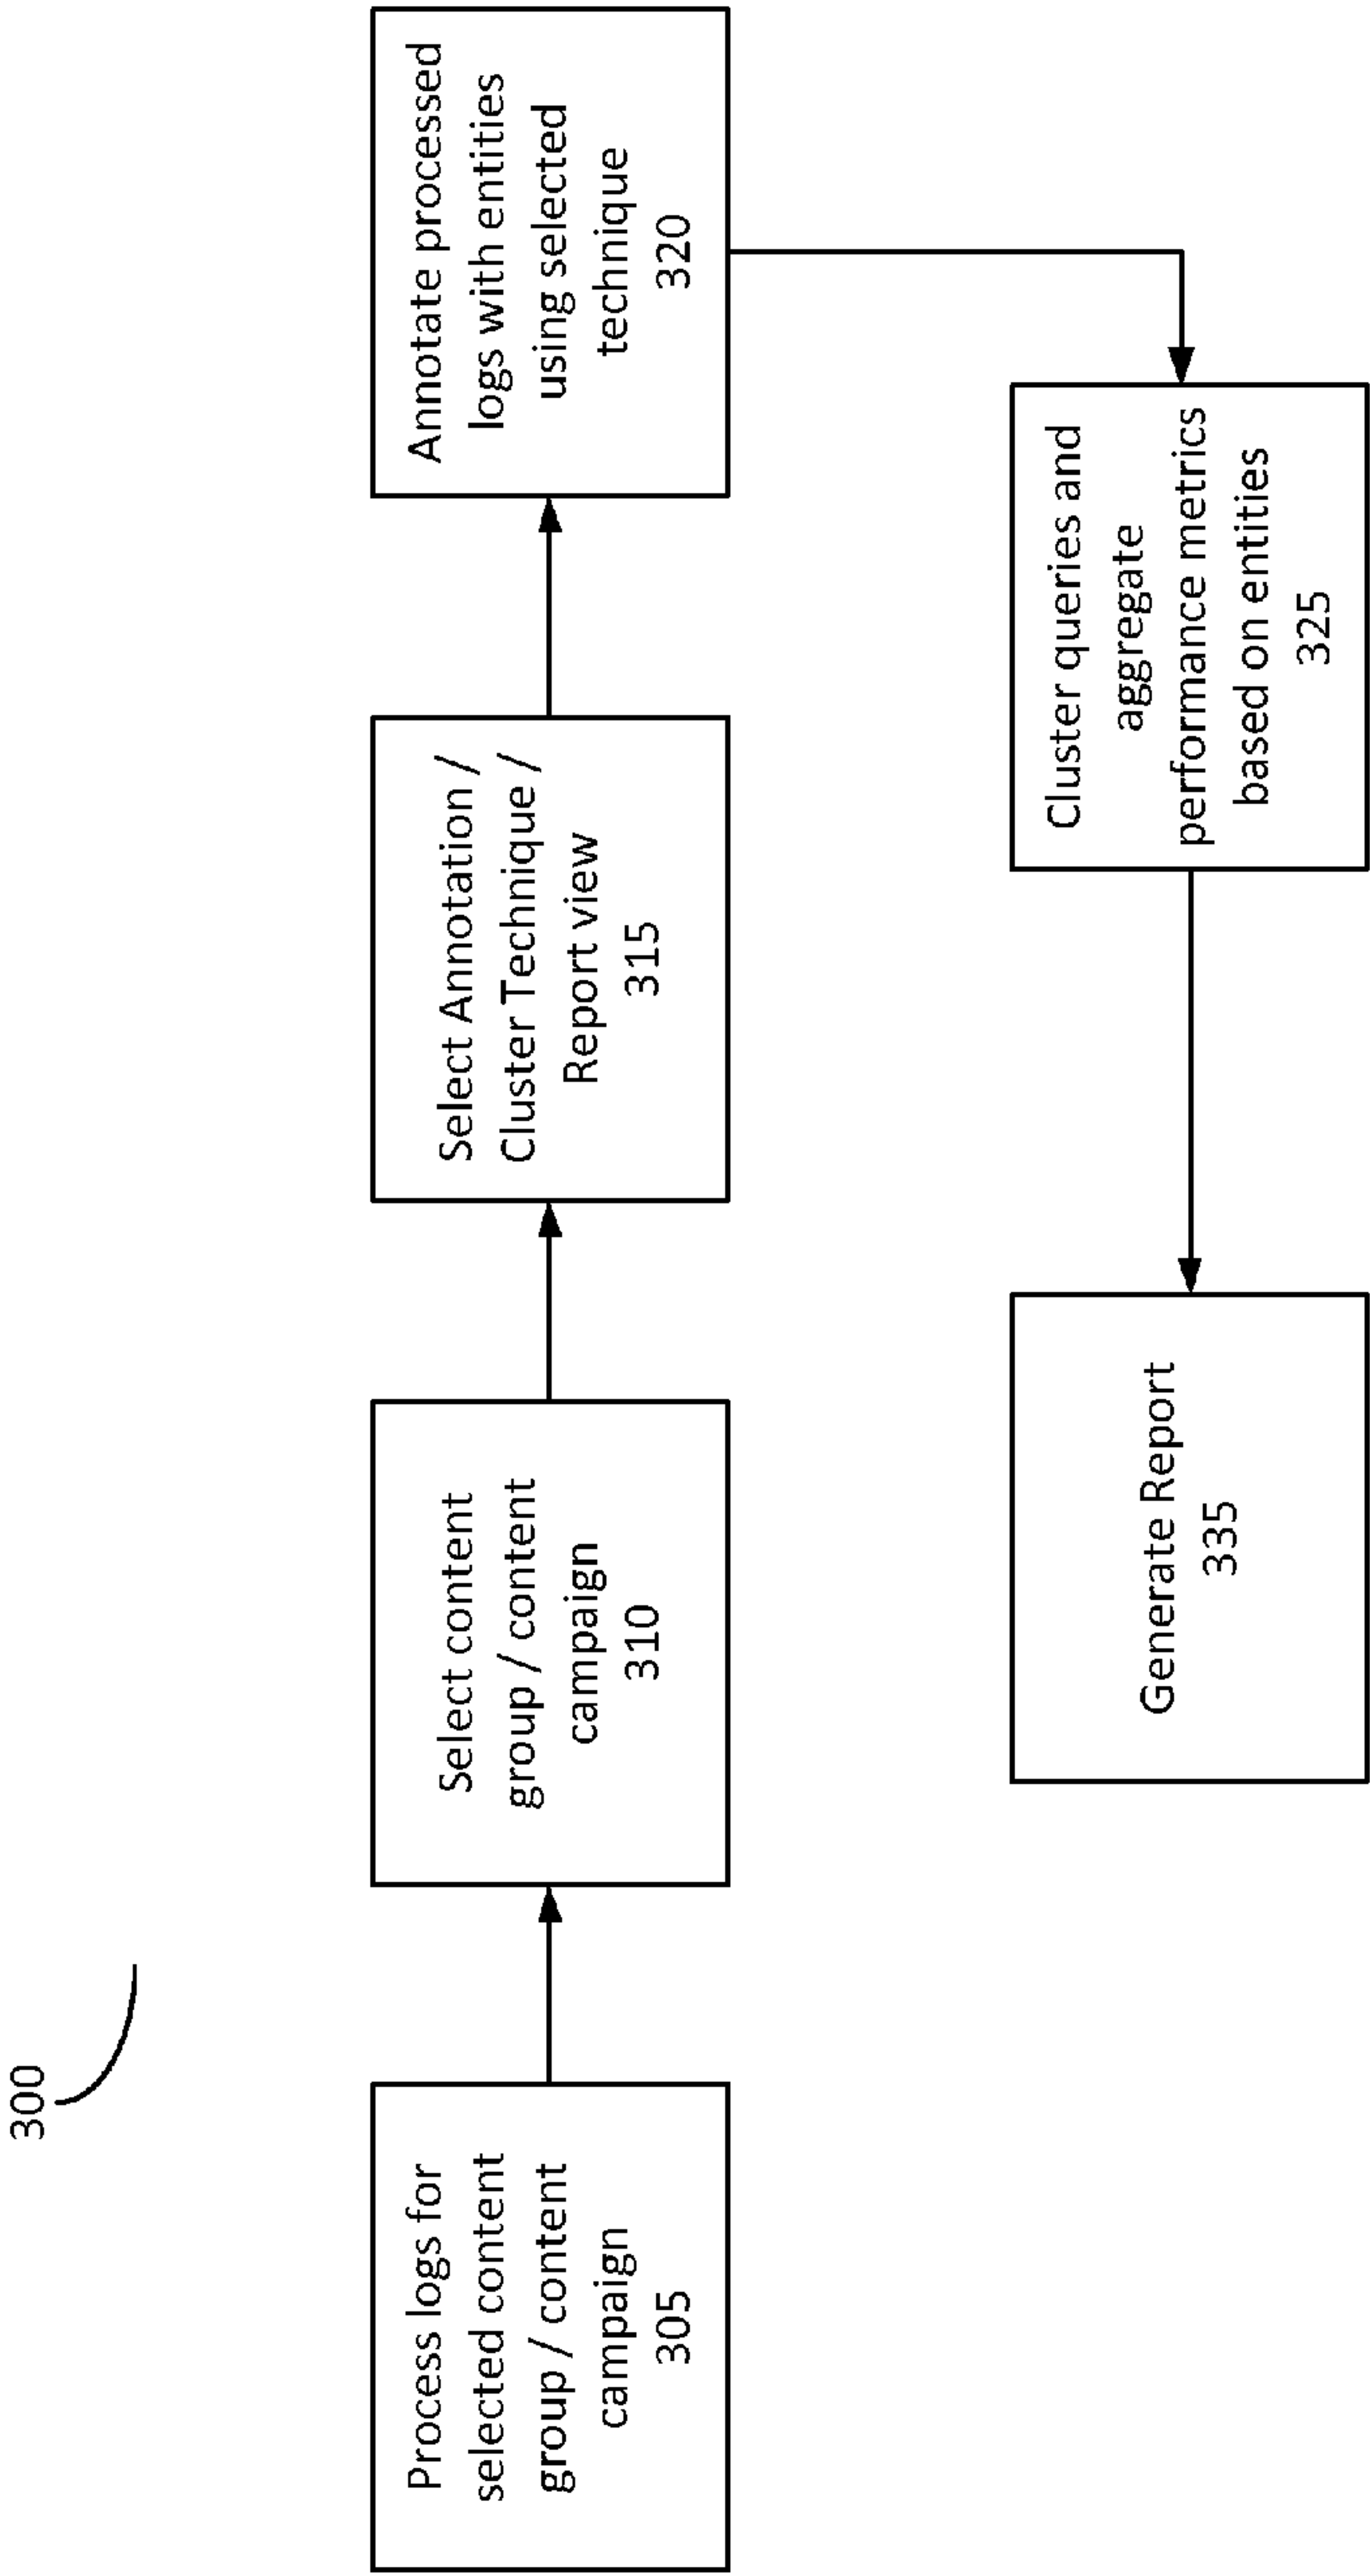 300
Process logs for
selected content
group / content
campaign
305
Select content
group / content
campaign
310
Select Annotation /
Cluster Technique /
Report view
315
Annotate processed
logs with entities
using selected
technique
320
Cluster queries and
aggregate
performance metrics
based on entities
325
Generate Report
335